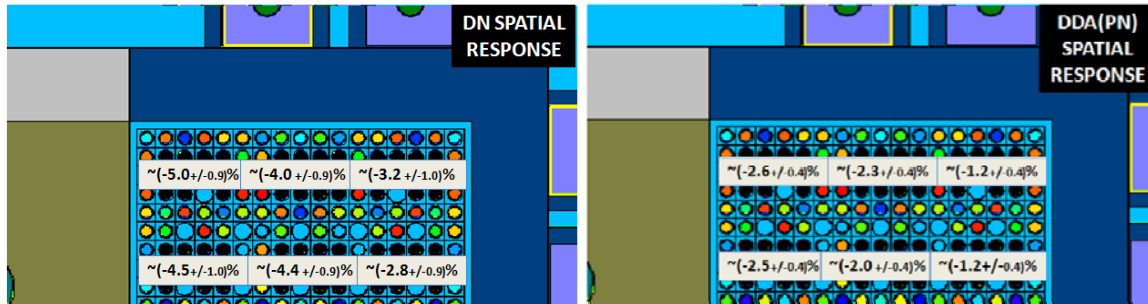 DN SPATIAL
RESPONSE
~(-5.0+/-0.9)% ~(-4.0 +/-0.9)% ~(-3.2 +/-1.0)%
~(-4.5+/-1.0)% ~(-4.4 +/-0.9)% ~(-2.8+/-0.9)%
DDA(PN)
SPATIAL
RESPONSE
~(-2.6+/-0.4)% ~(-2.3 +/-0.4)% ~(-1.2 +/-0.4)%
~(-2.5+/-0.4)% ~(-2.0 +/-0.4)% ~(-1.2+/-0.4)%